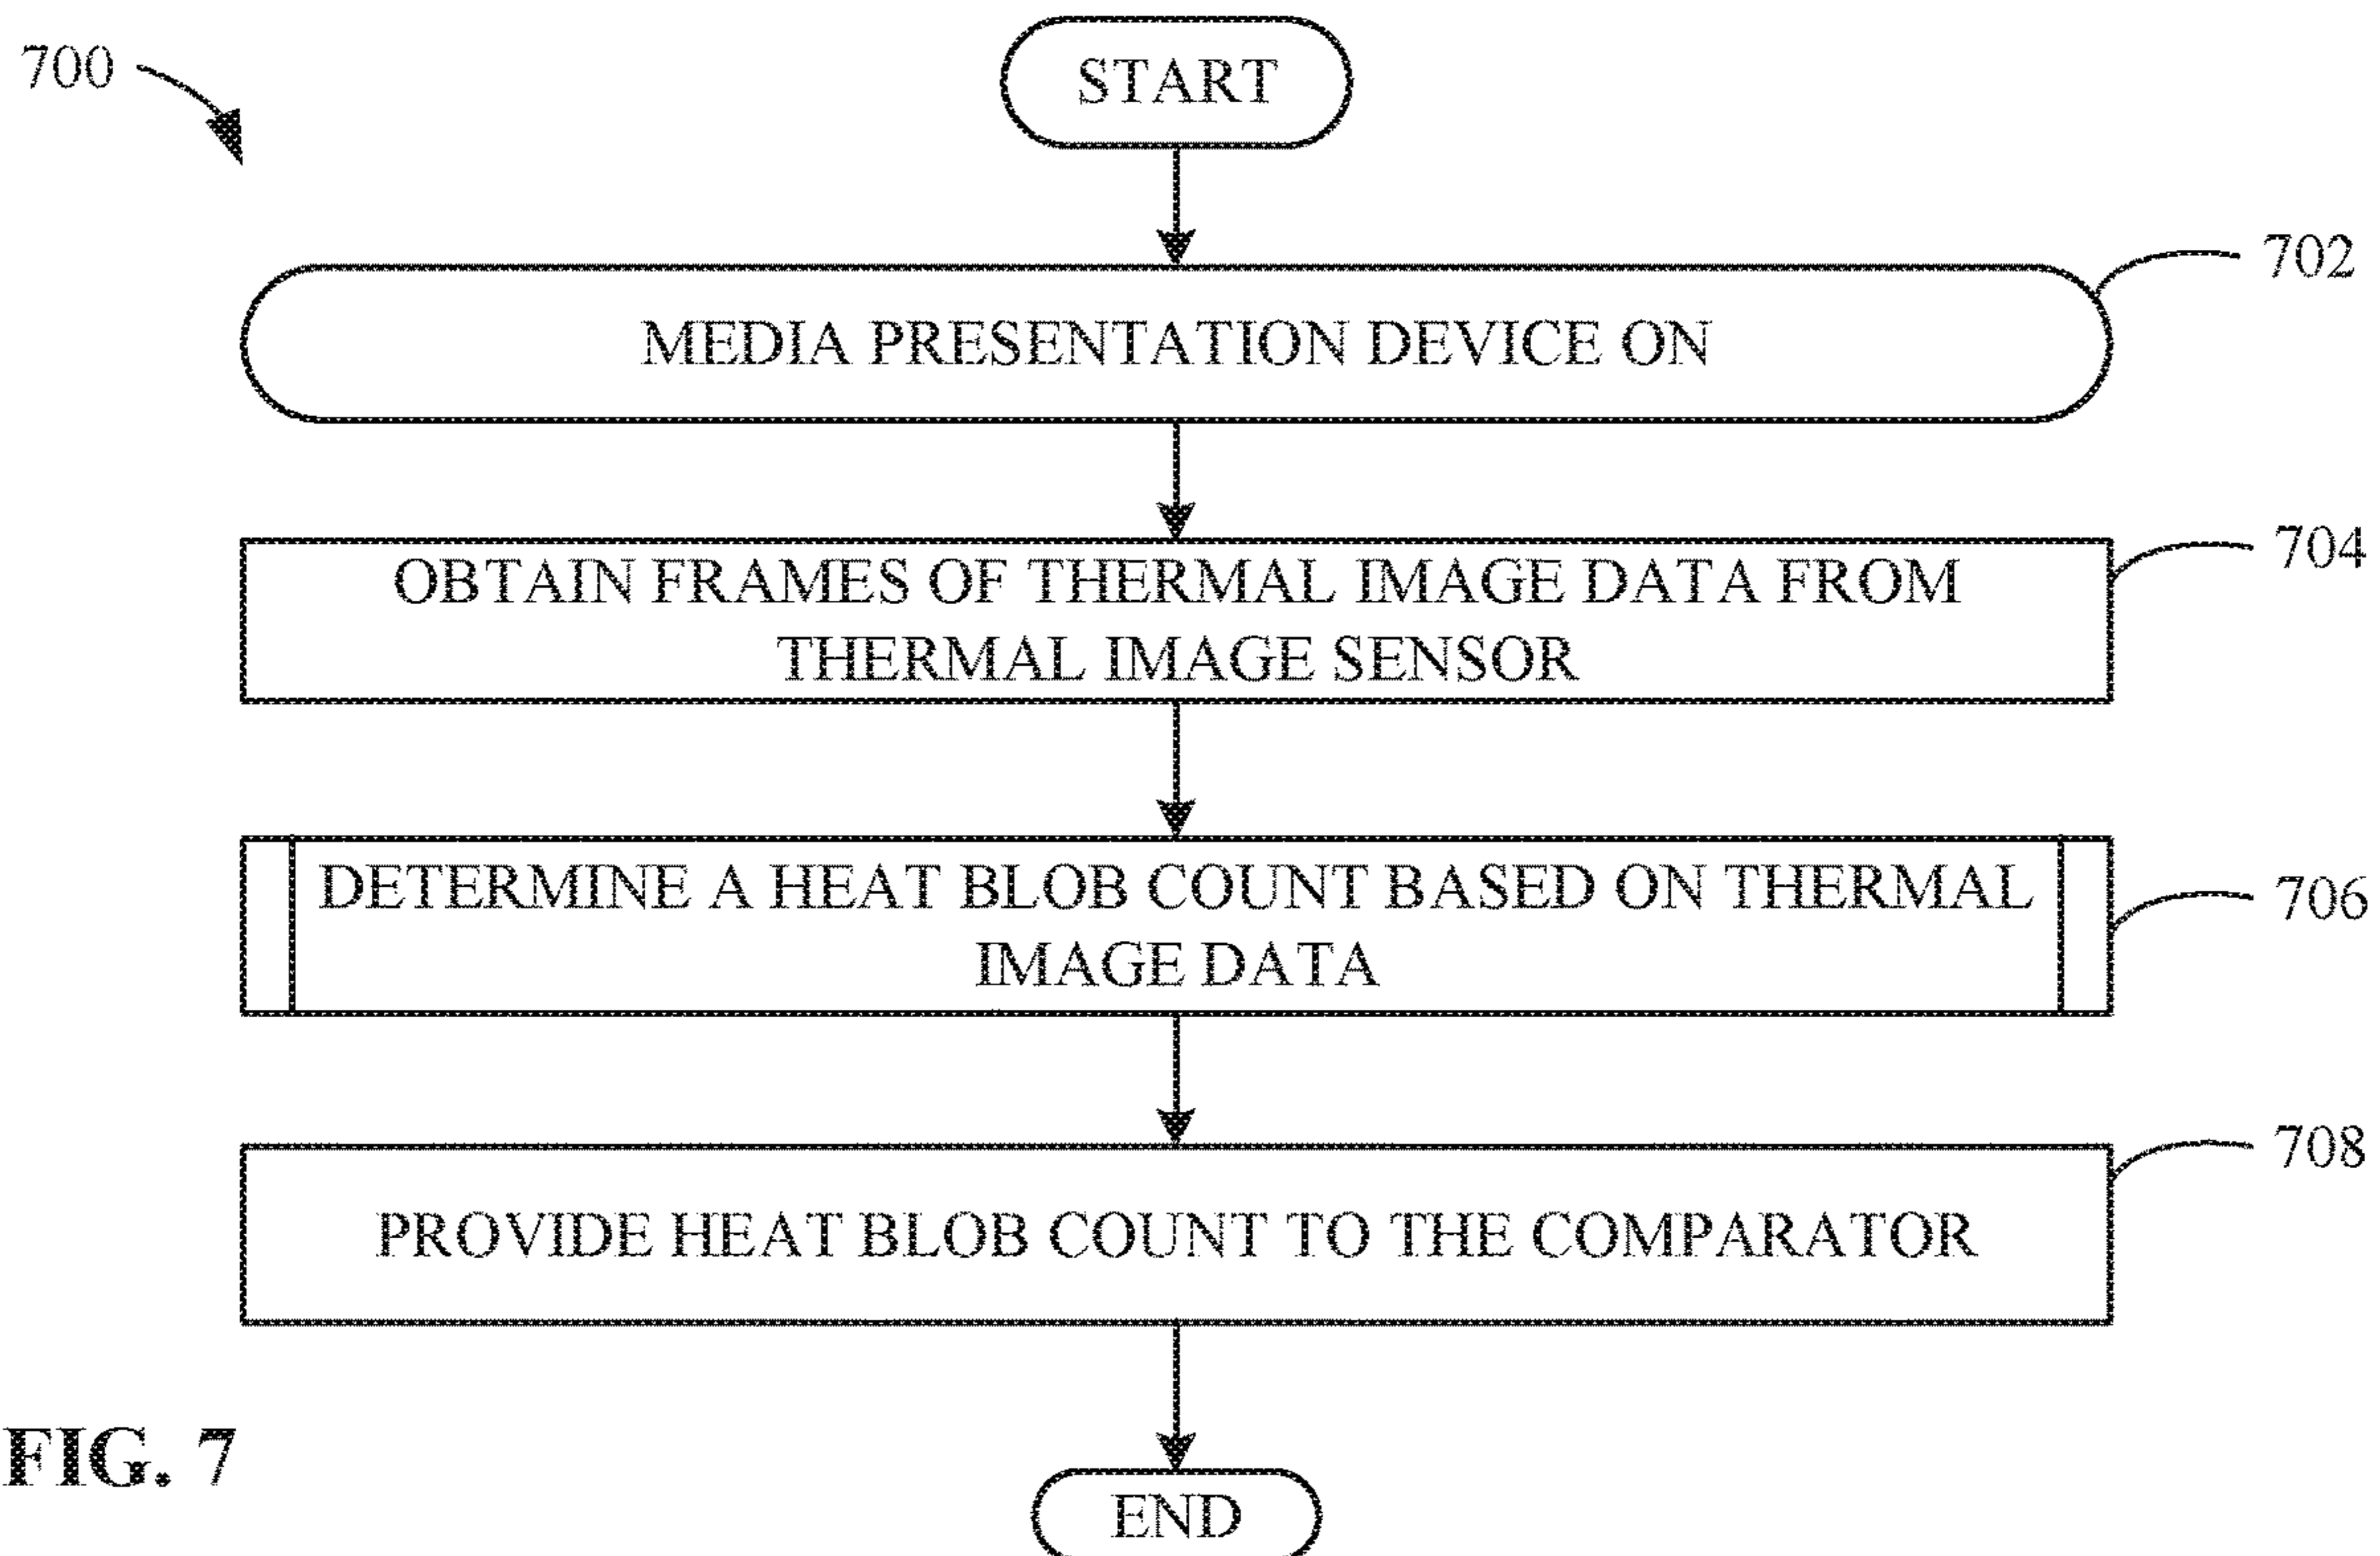 700
START
702
MEDIA PRESENTATION DEVICE ON
704
OBTAIN FRAMES OF THERMAL IMAGE DATA FROM
THERMAL IMAGE SENSOR
706
DETERMINE A HEAT BLOB COUNT BASED ON THERMAL
IMAGE DATA
708
PROVIDE HEAT BLOB COUNT TO THE COMPARATOR
FIG. 7
END